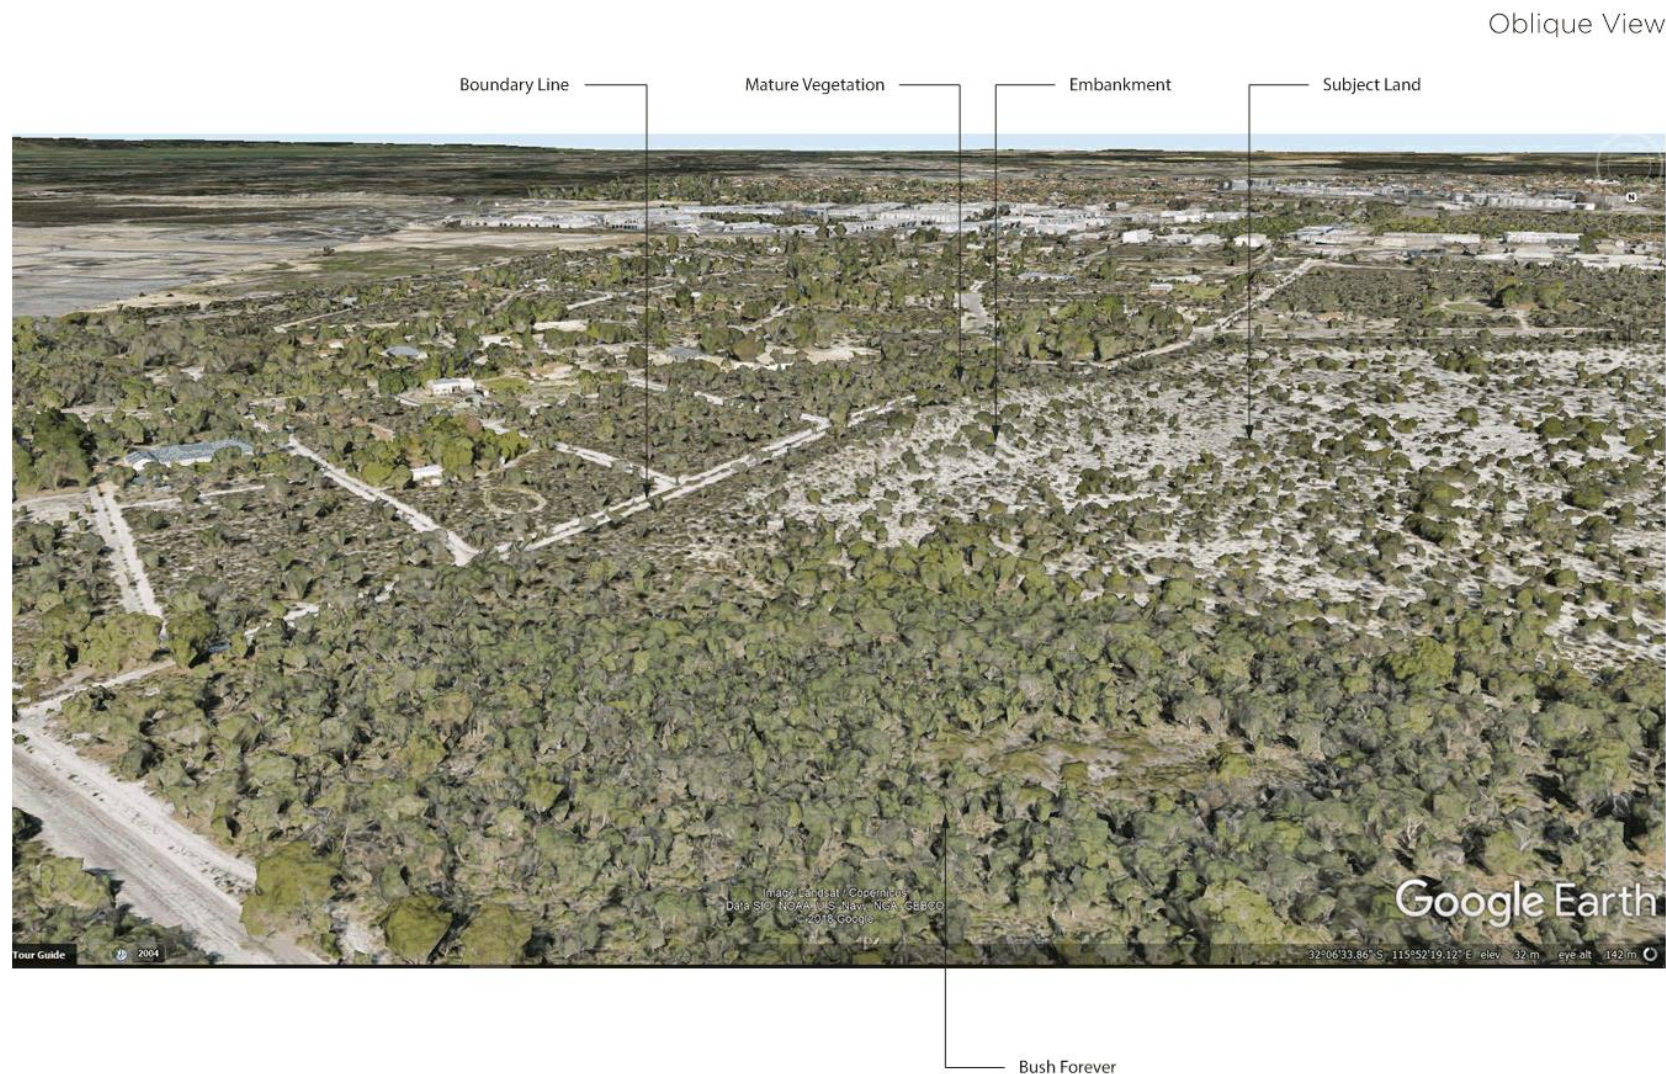 Oblique View
Boundary Line
Mature Vegetation
Embankment
Subject Land
N
Image Landsat / Copernicus
Data SIO, NOAA, U.S. Navy, NGA, GEBCO
© 2018 Google
Google Earth
Tour Guide
2004
32°06'33.86" S 115°52'19.12" E elev 32 m eye alt 142 m
Bush Forever